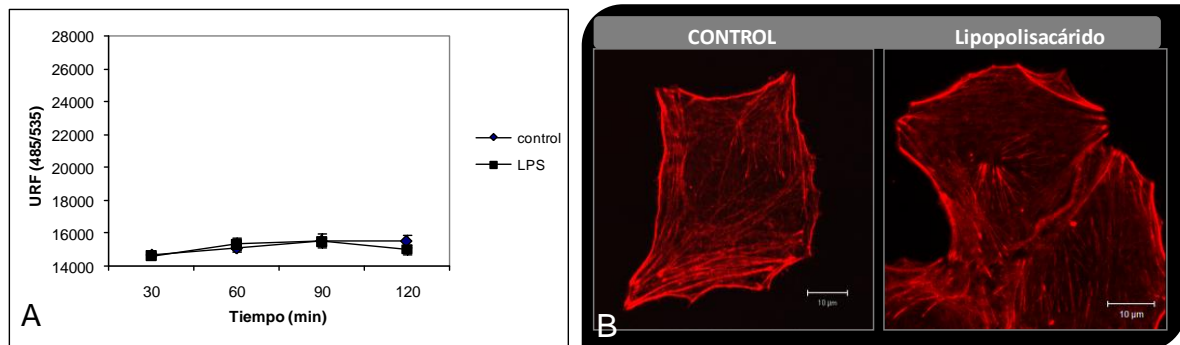 28000
26000
24000
22000
20000
18000
16000
14000
URF (485/535)
30 60 90 120
Tiempo (min)
control
LPS
A
CONTROL
Lipopolisacárido
10 µm
10 µm
B